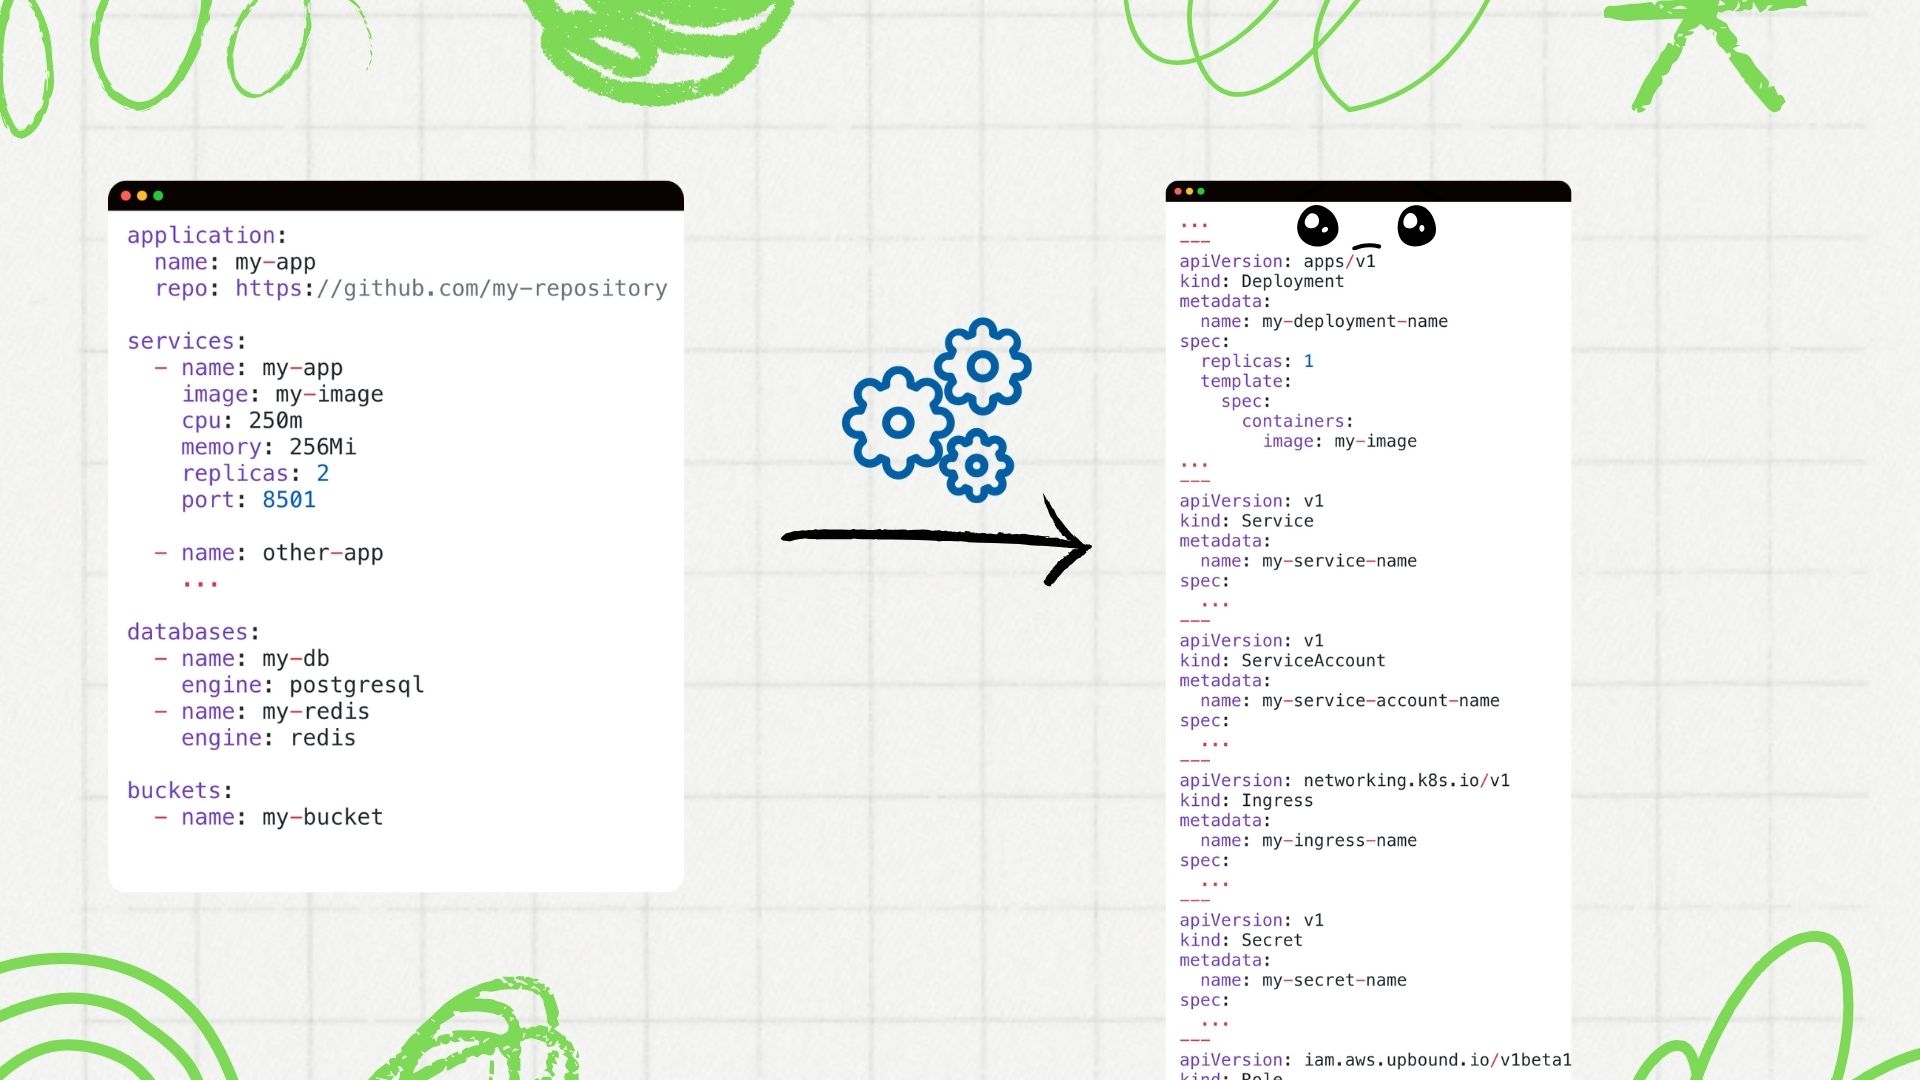 application:
  name: my-app
  repo: https://github.com/my-repository

services:
  - name: my-app
    image: my-image
    cpu: 250m
    memory: 256Mi
    replicas: 2
    port: 8501

  - name: other-app
    ...

databases:
  - name: my-db
    engine: postgresql
  - name: my-redis
    engine: redis

buckets:
  - name: my-bucket

...
---
apiVersion: apps/v1
kind: Deployment
metadata:
  name: my-deployment-name
spec:
  replicas: 1
  template:
    spec:
      containers:
        image: my-image
...
---
apiVersion: v1
kind: Service
metadata:
  name: my-service-name
spec:
  ...
---
apiVersion: v1
kind: ServiceAccount
metadata:
  name: my-service-account-name
spec:
  ...
---
apiVersion: networking.k8s.io/v1
kind: Ingress
metadata:
  name: my-ingress-name
spec:
  ...
---
apiVersion: v1
kind: Secret
metadata:
  name: my-secret-name
spec:
  ...
---
apiVersion: iam.aws.upbound.io/v1beta1
kind: Role